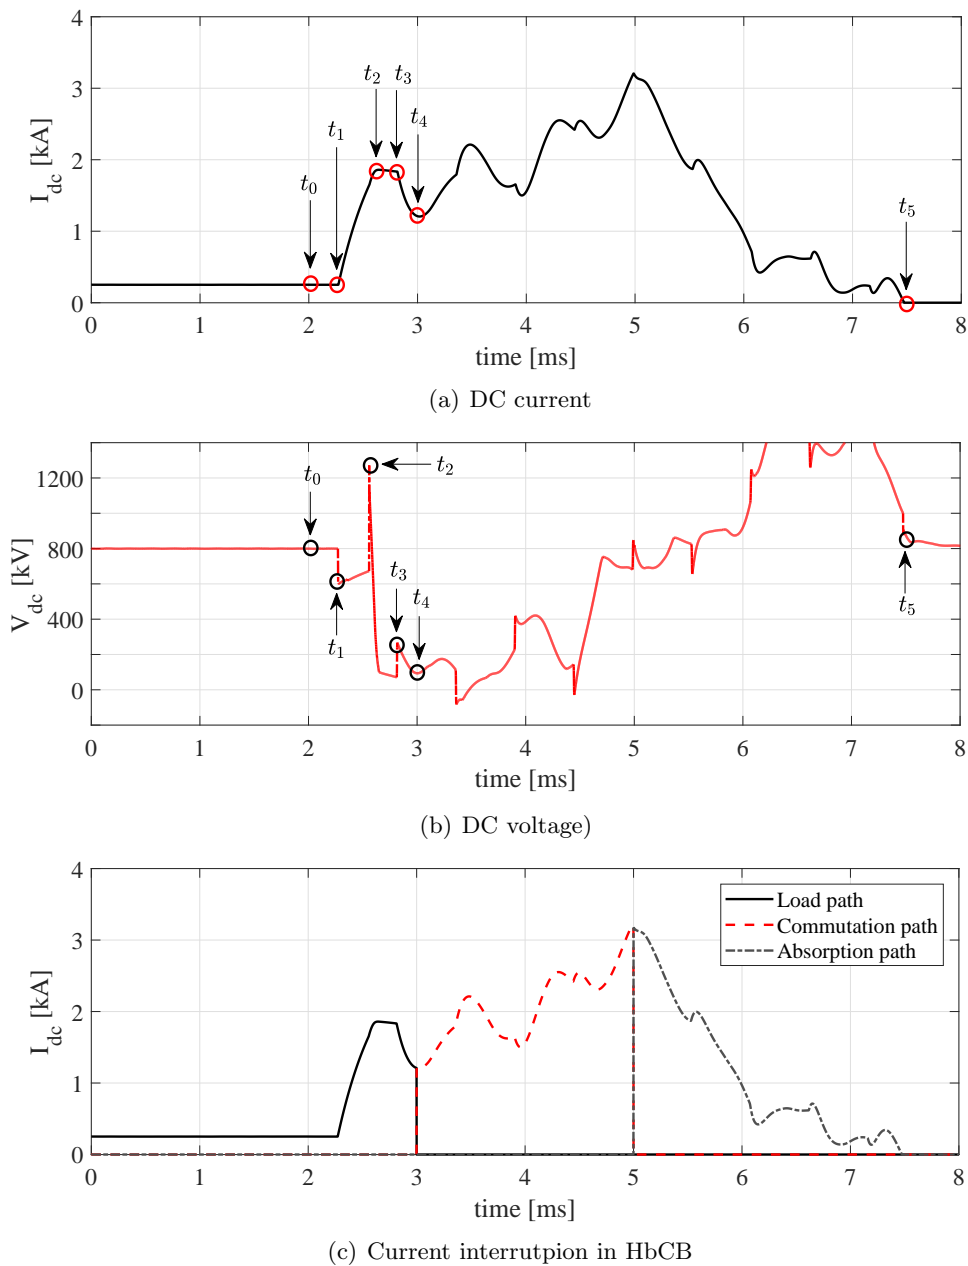 4
3
2
1
0
I_dc [kA]
t_0
t_1
t_2
t_3
t_4
t_5
0 1 2 3 4 5 6 7 8
time [ms]
(a) DC current
1200
800
400
0
V_dc [kV]
t_0
t_1
t_2
t_3
t_4
t_5
0 1 2 3 4 5 6 7 8
time [ms]
(b) DC voltage)
4
3
2
1
0
I_dc [kA]
Load path
Commutation path
Absorption path
0 1 2 3 4 5 6 7 8
time [ms]
(c) Current interrutpion in HbCB